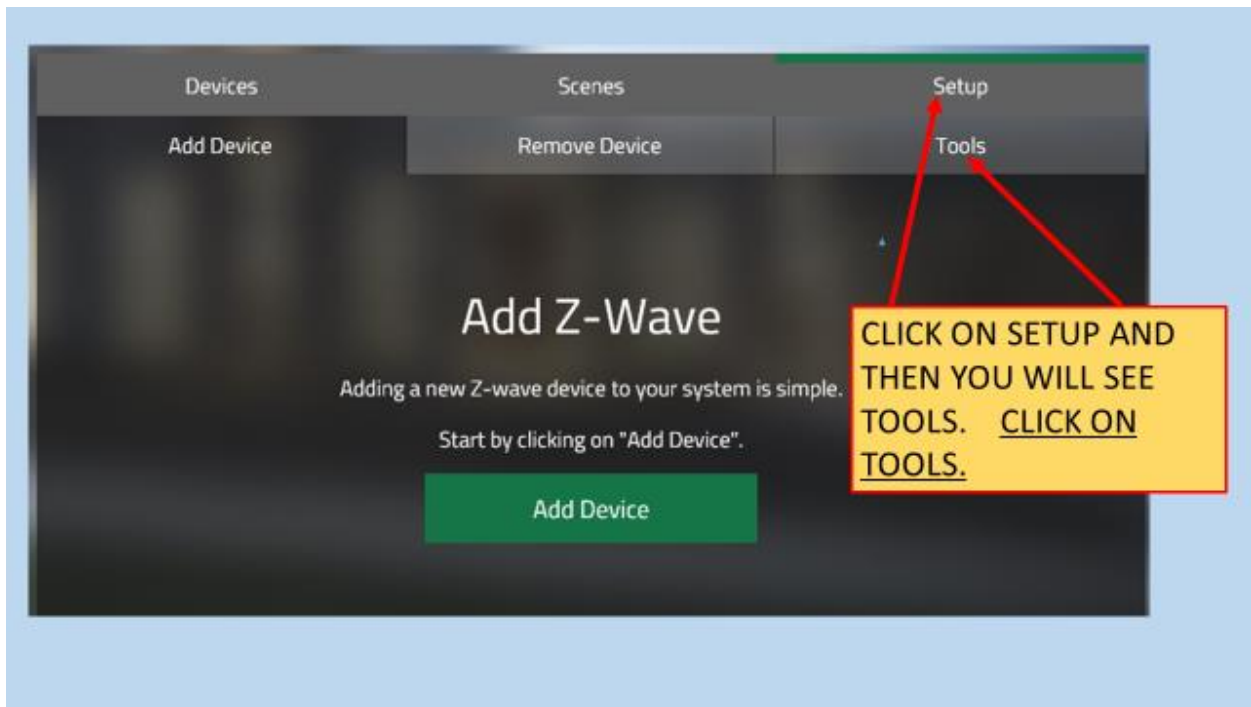 Devices Scenes Setup
Add Device Remove Device Tools
Add Z-Wave
Adding a new Z-wave device to your system is simple.
Start by clicking on "Add Device".
Add Device
CLICK ON SETUP AND
THEN YOU WILL SEE
TOOLS. CLICK ON
TOOLS.